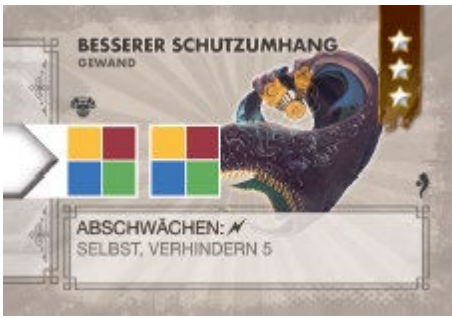 BESSERER SCHUTZUMHANG
GEWAND
ABSCHWÄCHEN:
SELBST, VERHINDERN 5